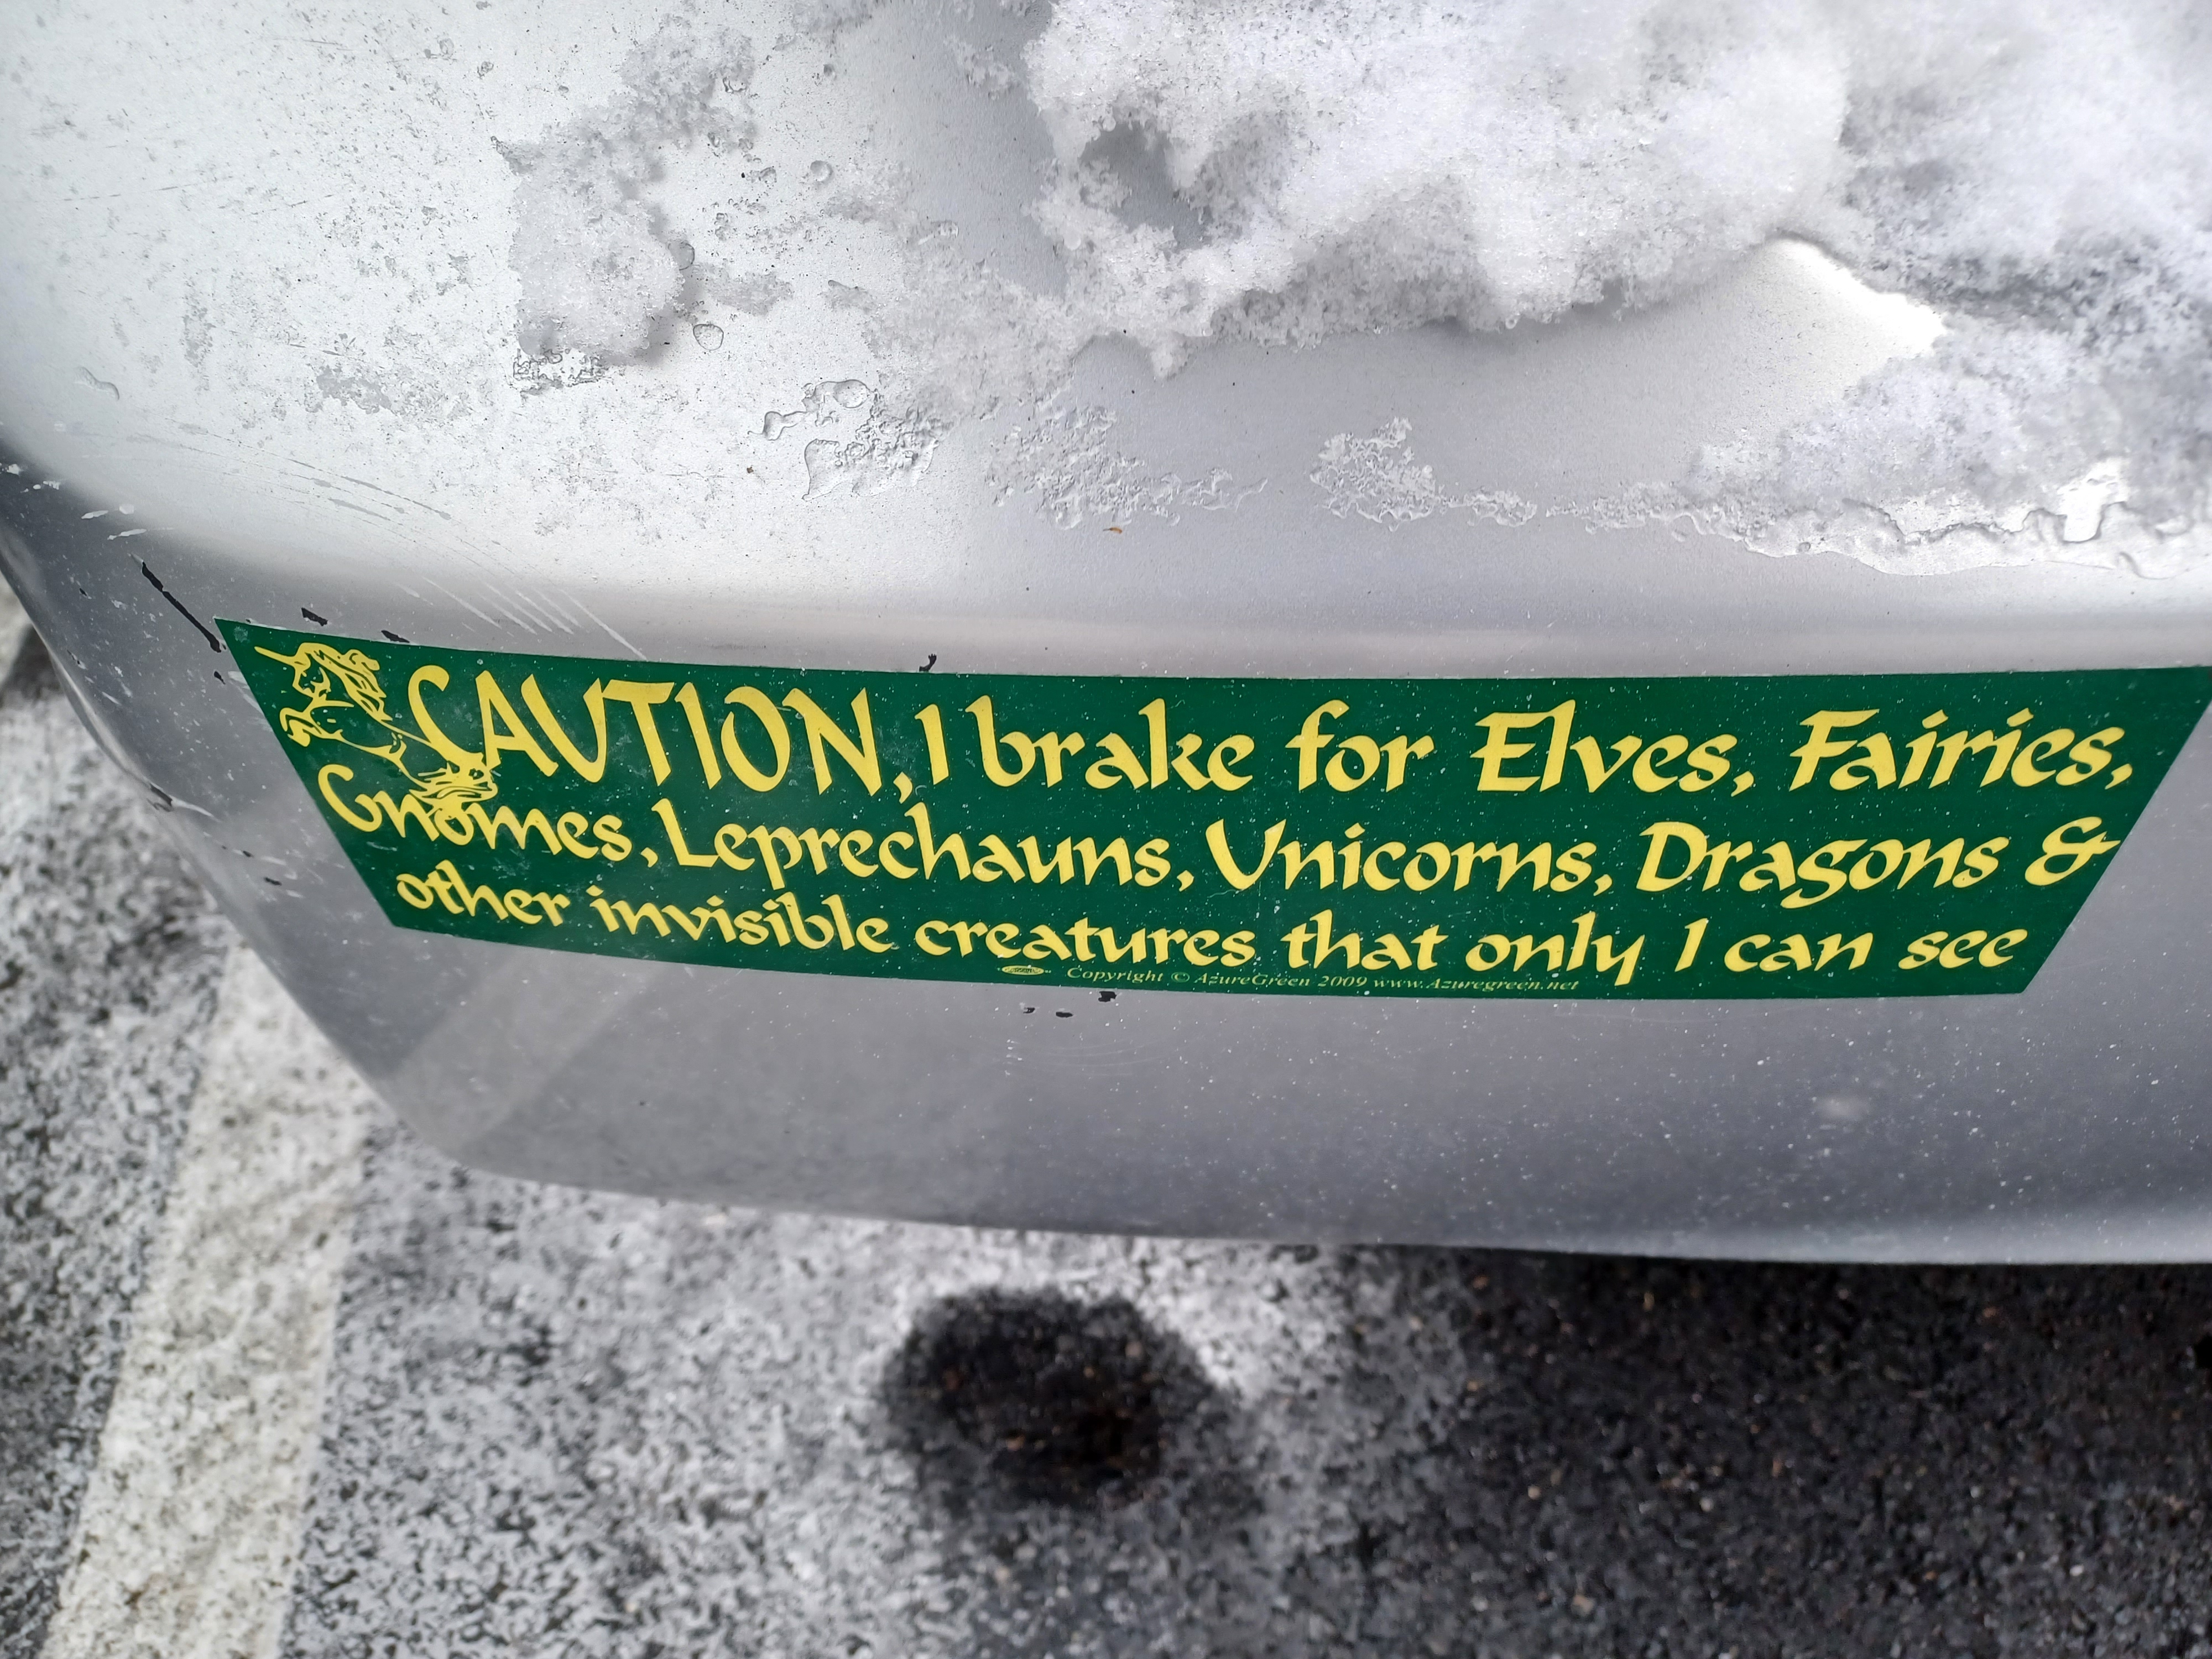 CAUTION, I brake for Elves, Fairies,
Gnomes, Leprechauns, Unicorns, Dragons &
other invisible creatures that only I can see
Copyright © AzureGreen 2009 www.Azuregreen.net